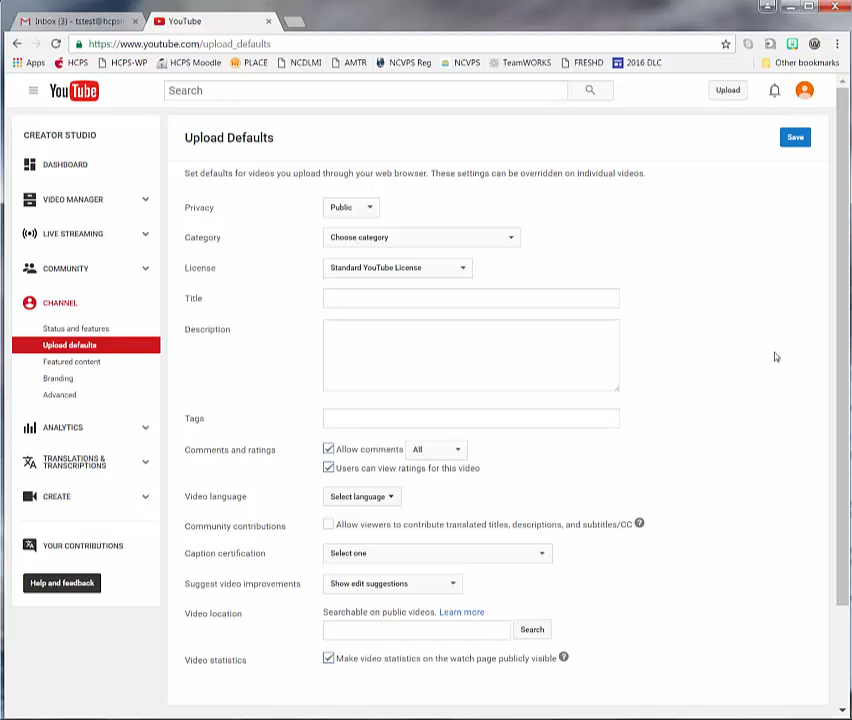 Inbox (3) - tstest@hcpsn
YouTube
https://www.youtube.com/upload_defaults
Apps HCPS HCPS-WP HCPS Moodle PLACE NCDLMI AMTR NCVPS Reg NCVPS TeamWORKS FRESHD 2016 DLC Other bookmarks
YouTube Search Upload
CREATOR STUDIO
DASHBOARD
VIDEO MANAGER
LIVE STREAMING
COMMUNITY
CHANNEL
Status and features
Upload defaults
Featured content
Branding
Advanced
ANALYTICS
TRANSLATIONS &
TRANSCRIPTIONS
CREATE
YOUR CONTRIBUTIONS
Help and feedback
Upload Defaults Save
Set defaults for videos you upload through your web browser. These settings can be overridden on individual videos.
Privacy Public
Category Choose category
License Standard YouTube License
Title
Description
Tags
Comments and ratings Allow comments All
Users can view ratings for this video
Video language Select language
Community contributions Allow viewers to contribute translated titles, descriptions, and subtitles/CC ?
Caption certification Select one
Suggest video improvements Show edit suggestions
Video location Searchable on public videos. Learn more
Search
Video statistics Make video statistics on the watch page publicly visible ?